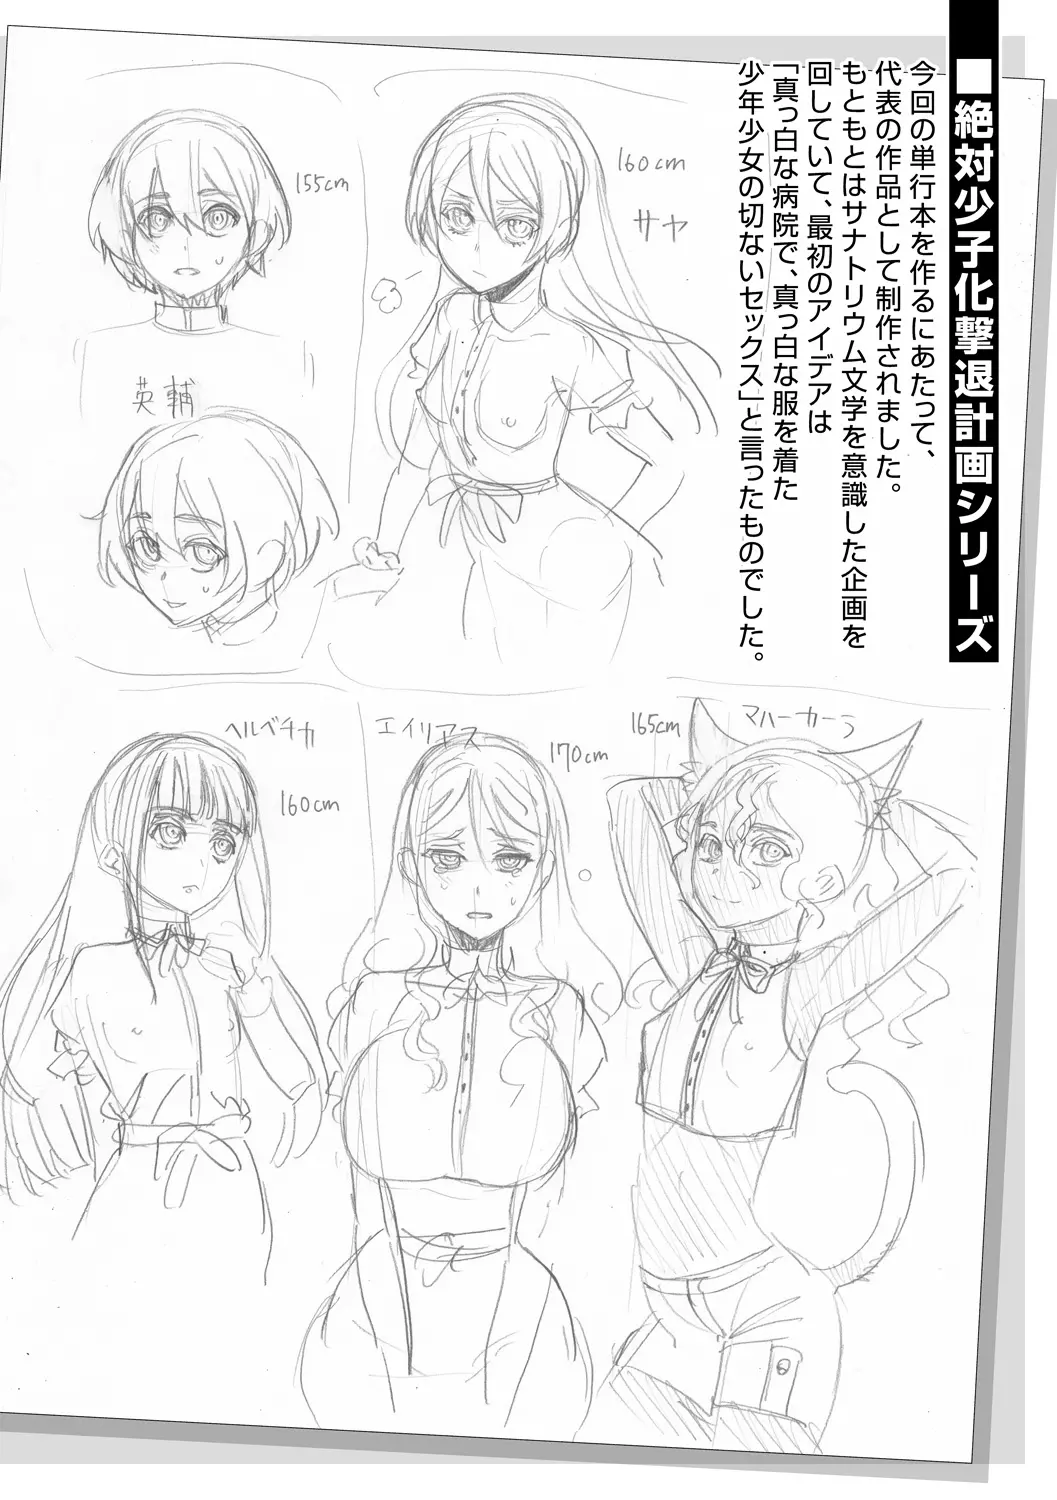 ■絶対少子化撃退計画シリーズ
今回の単行本を作るにあたって、
代表の作品として制作されました。
もともとはサナトリウム文学を意識した企画を
回していて、最初のアイデアは
「真っ白な病院で、真っ白な服を着た
少年少女の切ないセックス」と言ったものでした。
155cm
英輔
160cm
サヤ
ヘルベチカ
160cm
エイリアス
170cm
165cm
マハーカーラ